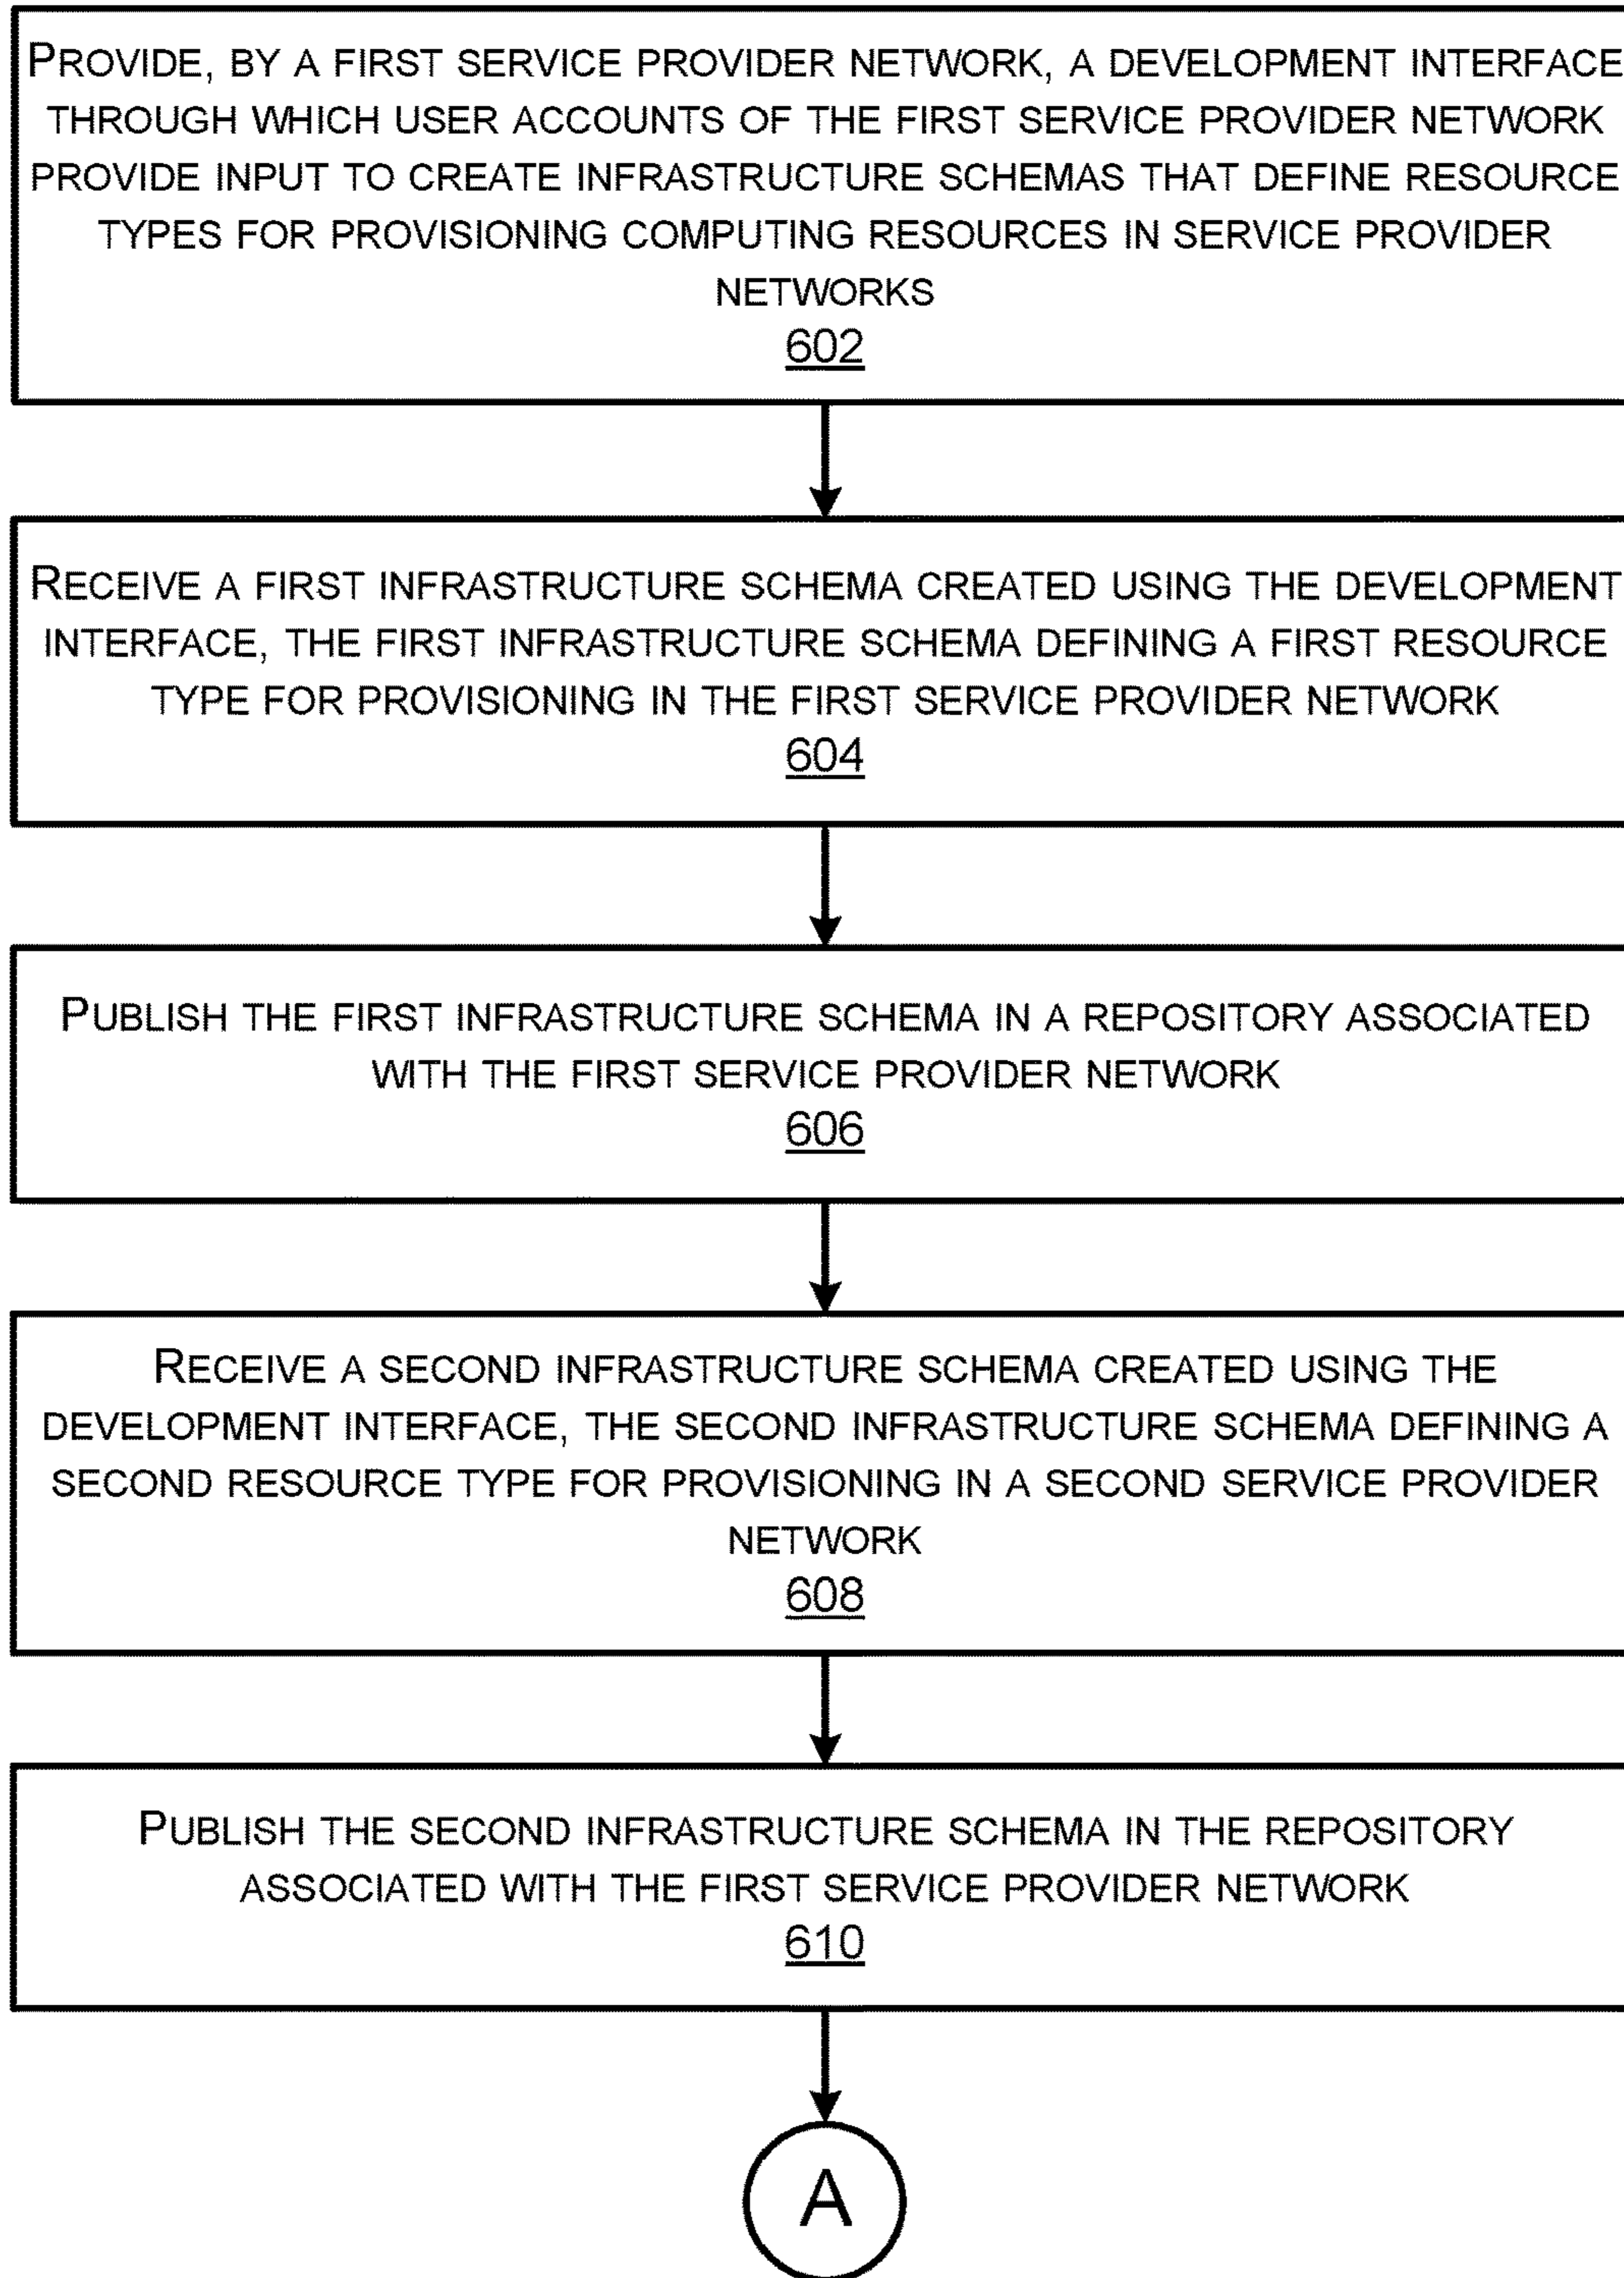 PROVIDE, BY A FIRST SERVICE PROVIDER NETWORK, A DEVELOPMENT INTERFACE
THROUGH WHICH USER ACCOUNTS OF THE FIRST SERVICE PROVIDER NETWORK
PROVIDE INPUT TO CREATE INFRASTRUCTURE SCHEMAS THAT DEFINE RESOURCE
TYPES FOR PROVISIONING COMPUTING RESOURCES IN SERVICE PROVIDER
NETWORKS
602
RECEIVE A FIRST INFRASTRUCTURE SCHEMA CREATED USING THE DEVELOPMENT
INTERFACE, THE FIRST INFRASTRUCTURE SCHEMA DEFINING A FIRST RESOURCE
TYPE FOR PROVISIONING IN THE FIRST SERVICE PROVIDER NETWORK
604
PUBLISH THE FIRST INFRASTRUCTURE SCHEMA IN A REPOSITORY ASSOCIATED
WITH THE FIRST SERVICE PROVIDER NETWORK
606
RECEIVE A SECOND INFRASTRUCTURE SCHEMA CREATED USING THE
DEVELOPMENT INTERFACE, THE SECOND INFRASTRUCTURE SCHEMA DEFINING A
SECOND RESOURCE TYPE FOR PROVISIONING IN A SECOND SERVICE PROVIDER
NETWORK
608
PUBLISH THE SECOND INFRASTRUCTURE SCHEMA IN THE REPOSITORY
ASSOCIATED WITH THE FIRST SERVICE PROVIDER NETWORK
610
A